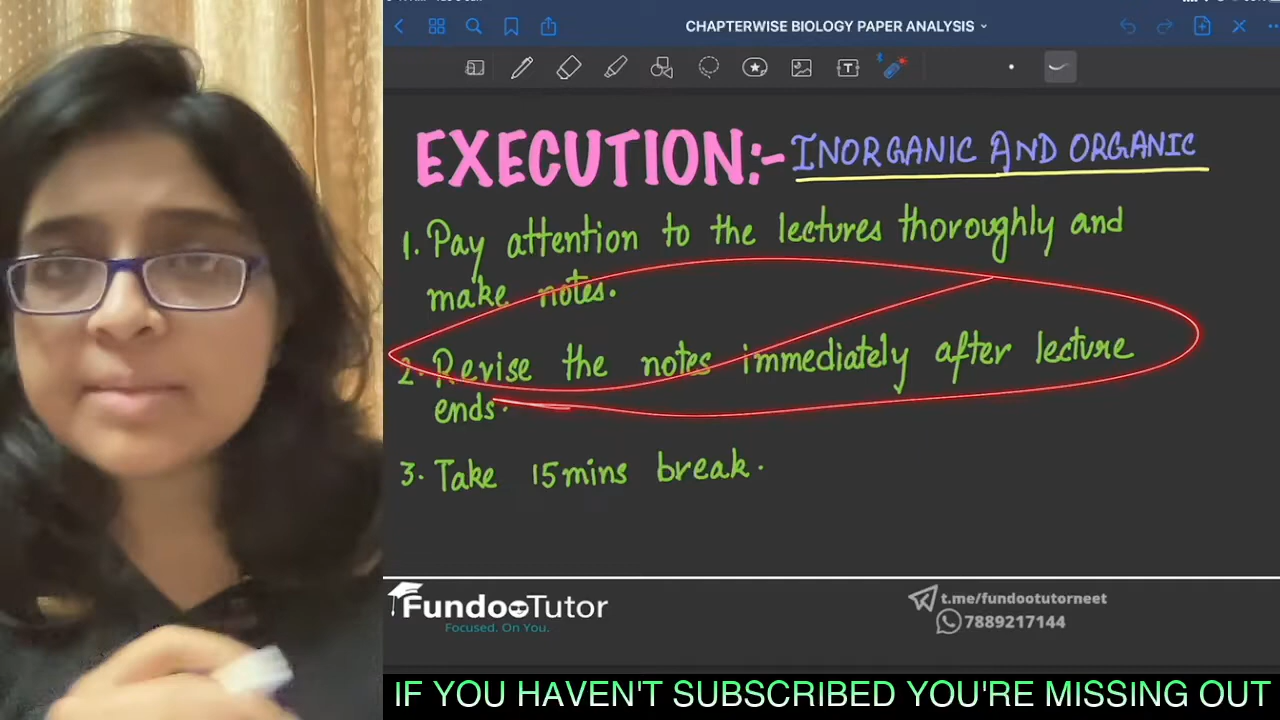 CHAPTERWISE BIOLOGY PAPER ANALYSIS
EXECUTION:- INORGANIC AND ORGANIC
1. Pay attention to the lectures thoroughly and
make notes.
2. Revise the notes immediately after lecture
ends.
3. Take 15mins break.
FundooTutor
Focused. On You.
t.me/fundootutorneet
7889217144
IF YOU HAVEN'T SUBSCRIBED YOU'RE MISSING OUT